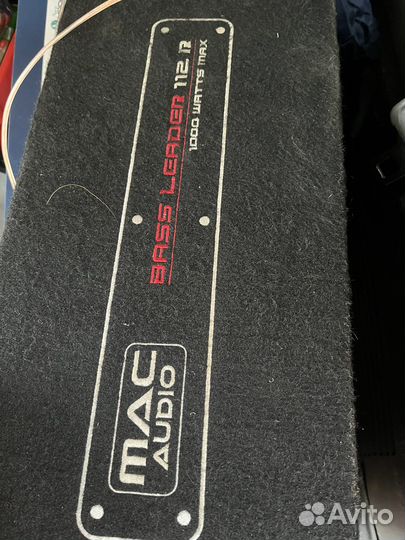 MAC
AUDIO
BASS LEADER 112 R
1000 WATTS MAX
Avito